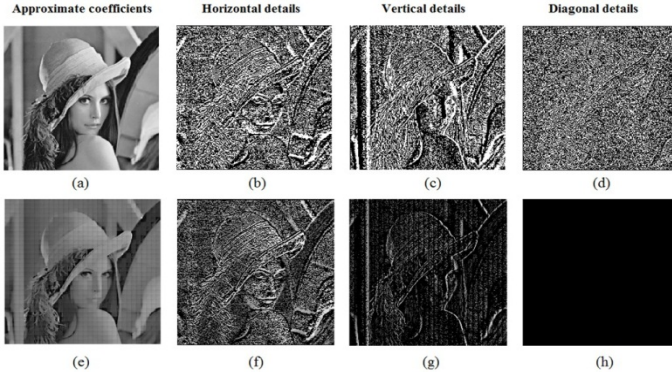 Approximate coefficients Horizontal details Vertical details Diagonal details
(a) (b) (c) (d)
(e) (f) (g) (h)